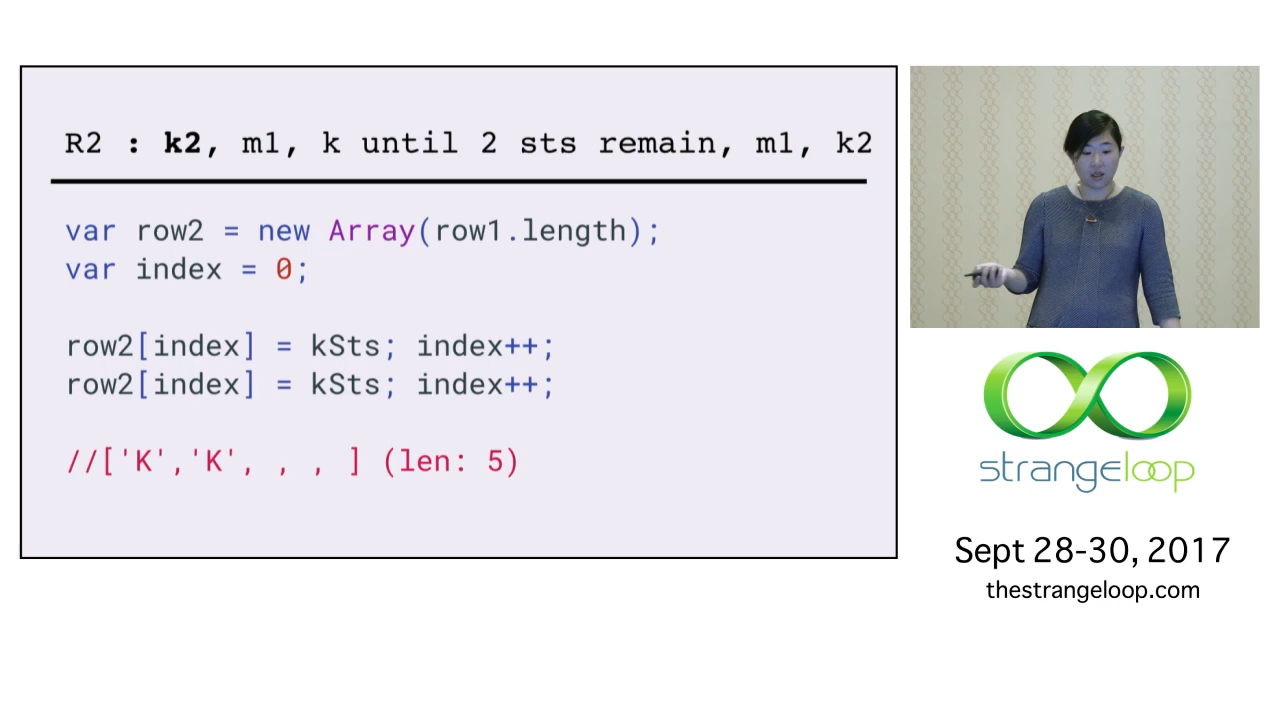 R2 : k2, m1, k until 2 sts remain, m1, k2
var row2 = new Array(row1.length);
var index = 0;
row2[index] = kSts; index++;
row2[index] = kSts; index++;
//['K','K', , , ] (len: 5)
strangeloop
Sept 28-30, 2017
thestrangeloop.com